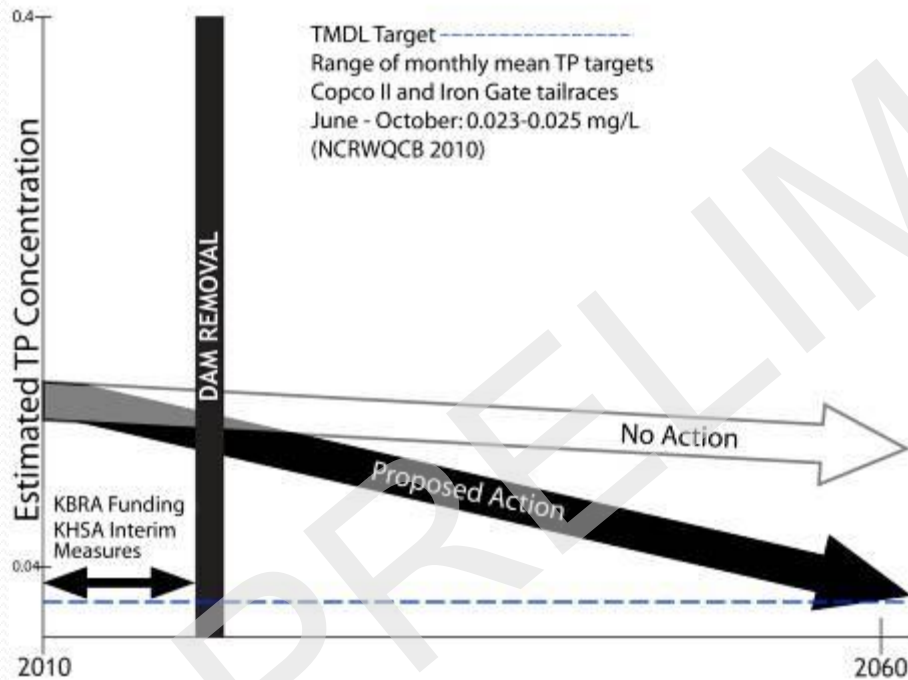 0.4
TMDL Target
Range of monthly mean TP targets
Copco II and Iron Gate tailraces
June - October: 0.023-0.025 mg/L
(NCRWQCB 2010)
Estimated TP Concentration
DAM REMOVAL
No Action
Proposed Action
KBRA Funding
KHSA Interim
Measures
0.04
2010
2060
PRELIM